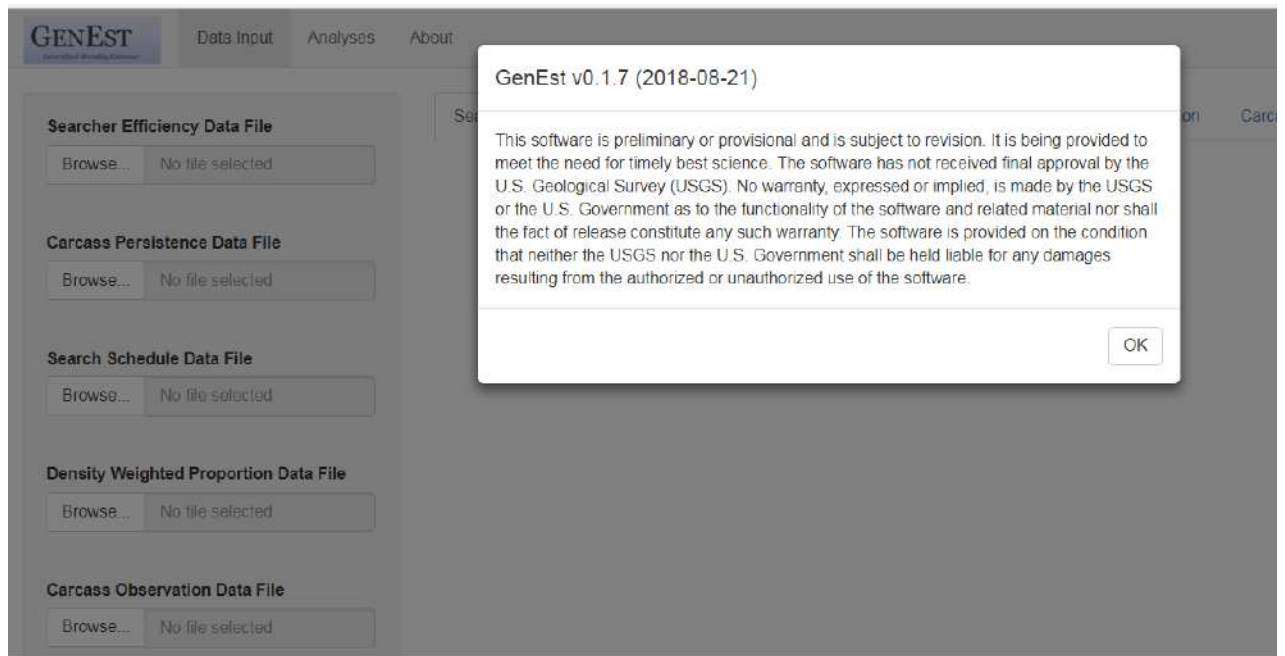 GENEST
Data Input
Analyses
About
GenEst v0.1.7 (2018-08-21)
This software is preliminary or provisional and is subject to revision. It is being provided to
meet the need for timely best science. The software has not received final approval by the
U.S. Geological Survey (USGS). No warranty, expressed or implied, is made by the USGS
or the U.S. Government as to the functionality of the software and related material nor shall
the fact of release constitute any such warranty. The software is provided on the condition
that neither the USGS nor the U.S. Government shall be held liable for any damages
resulting from the authorized or unauthorized use of the software.
OK
Searcher Efficiency Data File
Browse... No file selected
Carcass Persistence Data File
Browse... No file selected
Search Schedule Data File
Browse... No file selected
Density Weighted Proportion Data File
Browse... No file selected
Carcass Observation Data File
Browse... No file selected